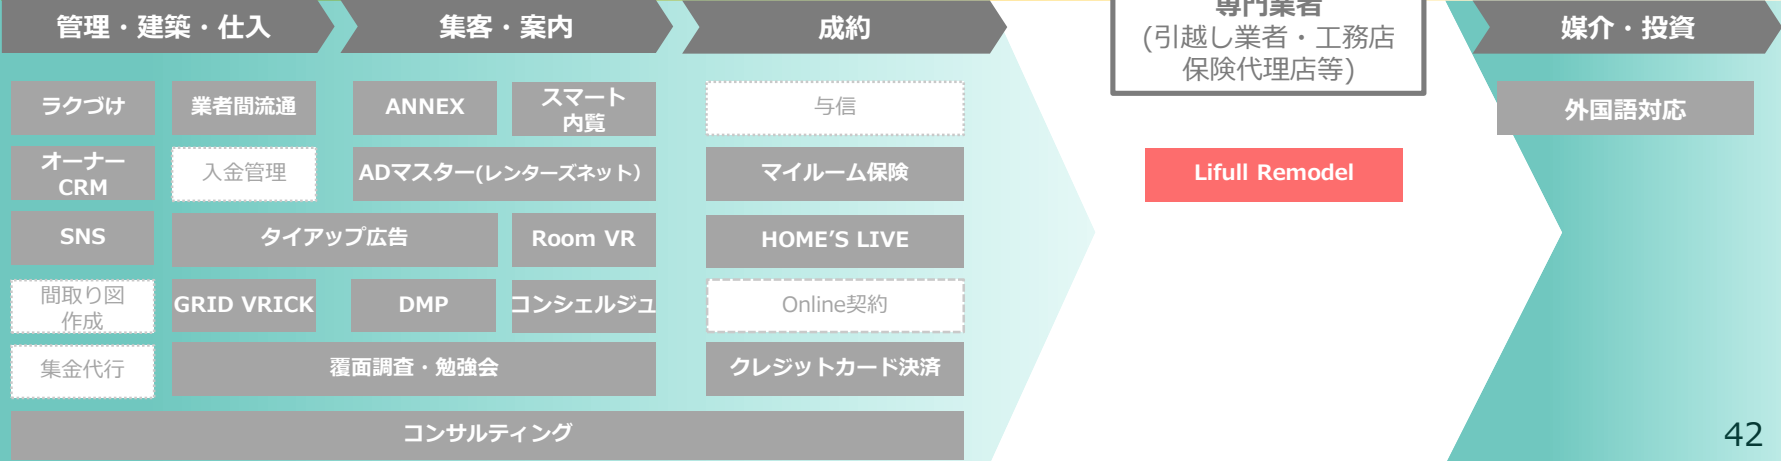 管理・建築・仕入
集客・案内
成約
専門業者
(引越し業者・工務店
保険代理店等)
媒介・投資
ラクづけ
業者間流通
ANNEX
スマート
内覧
与信
外国語対応
オーナー
CRM
入金管理
ADマスター(レンターズネット)
マイルーム保険
Lifull Remodel
SNS
タイアップ広告
Room VR
HOME’S LIVE
間取り図
作成
GRID VRICK
DMP
コンシェルジュ
Online契約
集金代行
覆面調査・勉強会
クレジットカード決済
コンサルティング
42